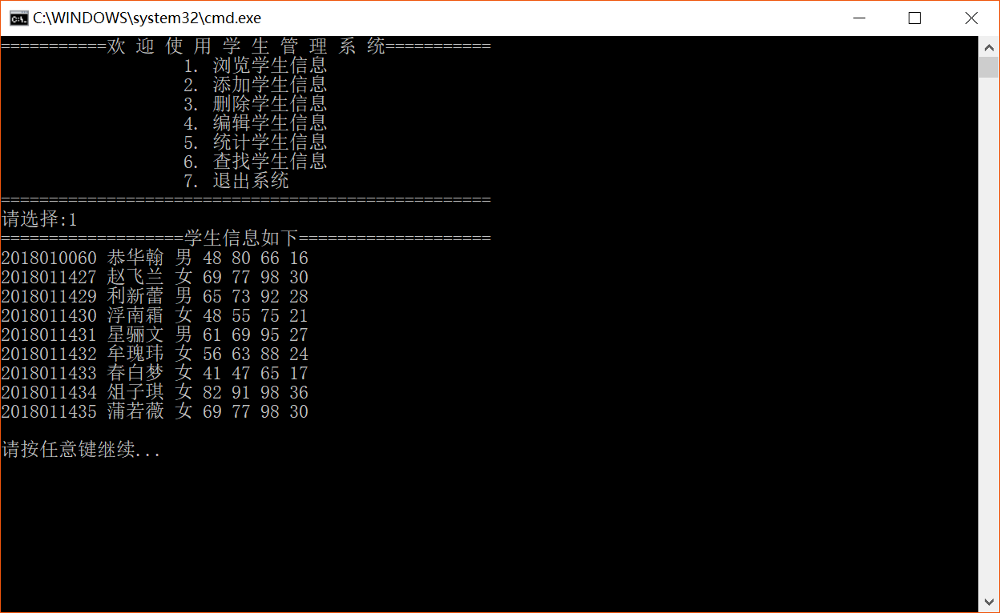 C:\WINDOWS\system32\cmd.exe
===========欢 迎 使 用 学 生 管 理 系 统===========
1. 浏览学生信息
2. 添加学生信息
3. 删除学生信息
4. 编辑学生信息
5. 统计学生信息
6. 查找学生信息
7. 退出系统
===================================================
请选择:1
===================学生信息如下====================
2018010060 恭华翰 男 48 80 66 16
2018011427 赵飞兰 女 69 77 98 30
2018011429 利新蕾 男 65 73 92 28
2018011430 浮南霜 女 48 55 75 21
2018011431 星骊文 男 61 69 95 27
2018011432 牟瑰玮 女 56 63 88 24
2018011433 春白梦 女 41 47 65 17
2018011434 俎子琪 女 82 91 98 36
2018011435 蒲若薇 女 69 77 98 30
请按任意键继续...